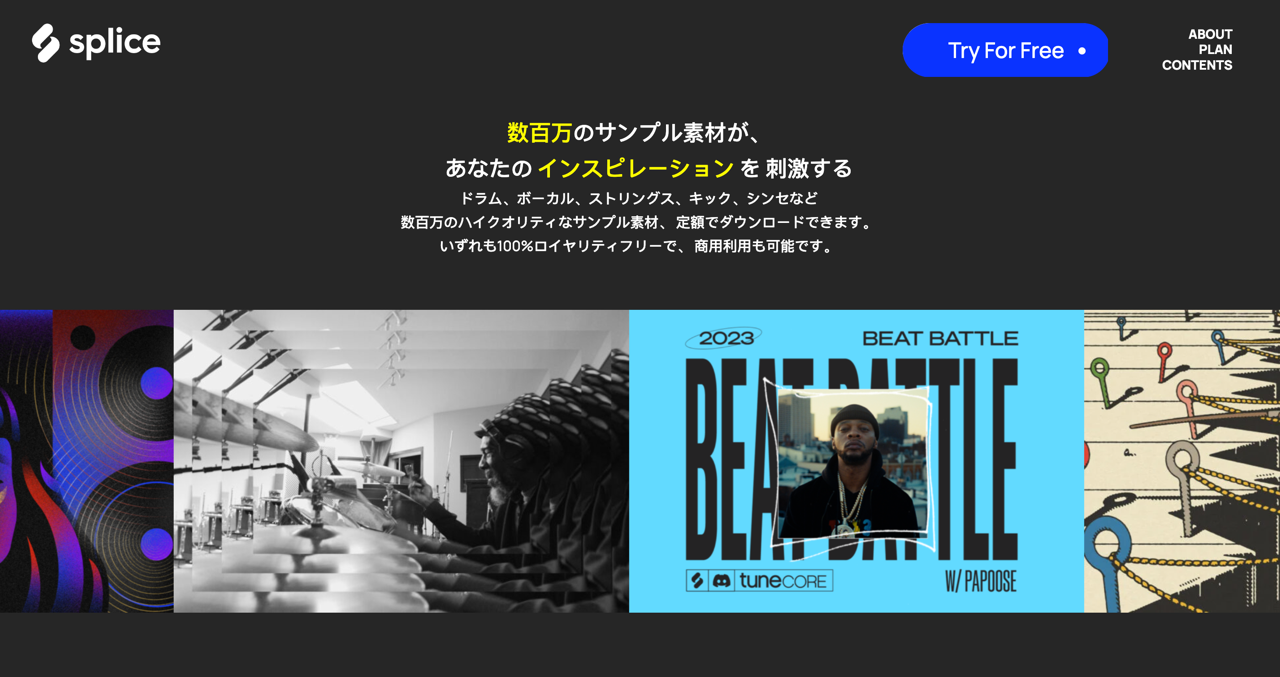 splice
Try For Free
ABOUT
PLAN
CONTENTS
数百万のサンプル素材が、
あなたの インスピレーション を 刺激する
ドラム、ボーカル、ストリングス、キック、シンセなど
数百万のハイクオリティなサンプル素材、定額でダウンロードできます。
いずれも100%ロイヤリティフリーで、商用利用も可能です。
2023
BEAT BATTLE
BEAT BATTLE
tunecORE
W/ PAPOOSE